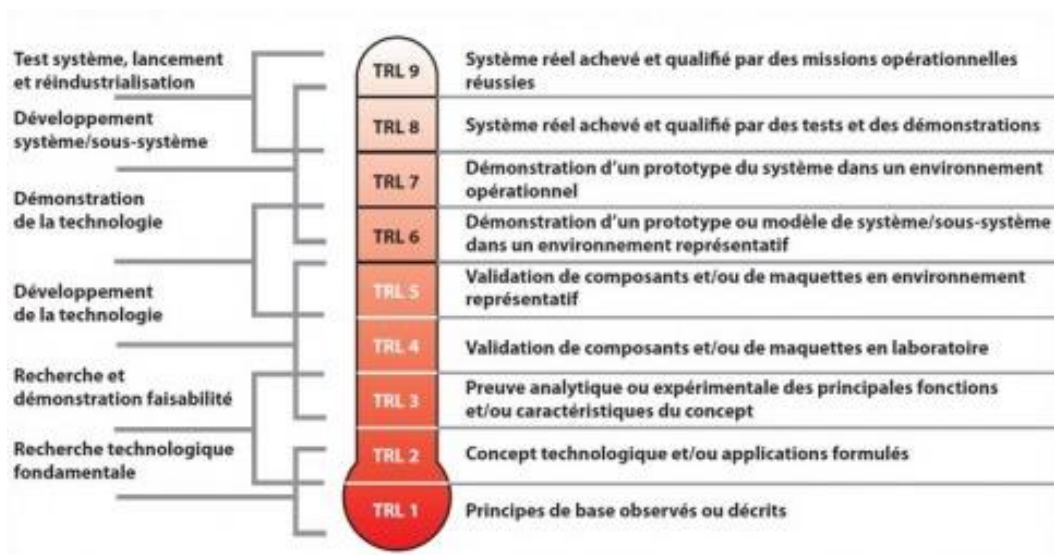 Test système, lancement
et réindustrialisation
TRL 9
Système réel achevé et qualifié par des missions opérationnelles
réussies
Développement
système/sous-système
TRL 8
Système réel achevé et qualifié par des tests et des démonstrations
TRL 7
Démonstration d'un prototype du système dans un environnement
opérationnel
Démonstration
de la technologie
TRL 6
Démonstration d'un prototype ou modèle de système/sous-système
dans un environnement représentatif
TRL 5
Validation de composants et/ou de maquettes en environnement
représentatif
Développement
de la technologie
TRL 4
Validation de composants et/ou de maquettes en laboratoire
Recherche et
démonstration faisabilité
TRL 3
Preuve analytique ou expérimentale des principales fonctions
et/ou caractéristiques du concept
Recherche technologique
fondamentale
TRL 2
Concept technologique et/ou applications formulés
TRL 1
Principes de base observés ou décrits